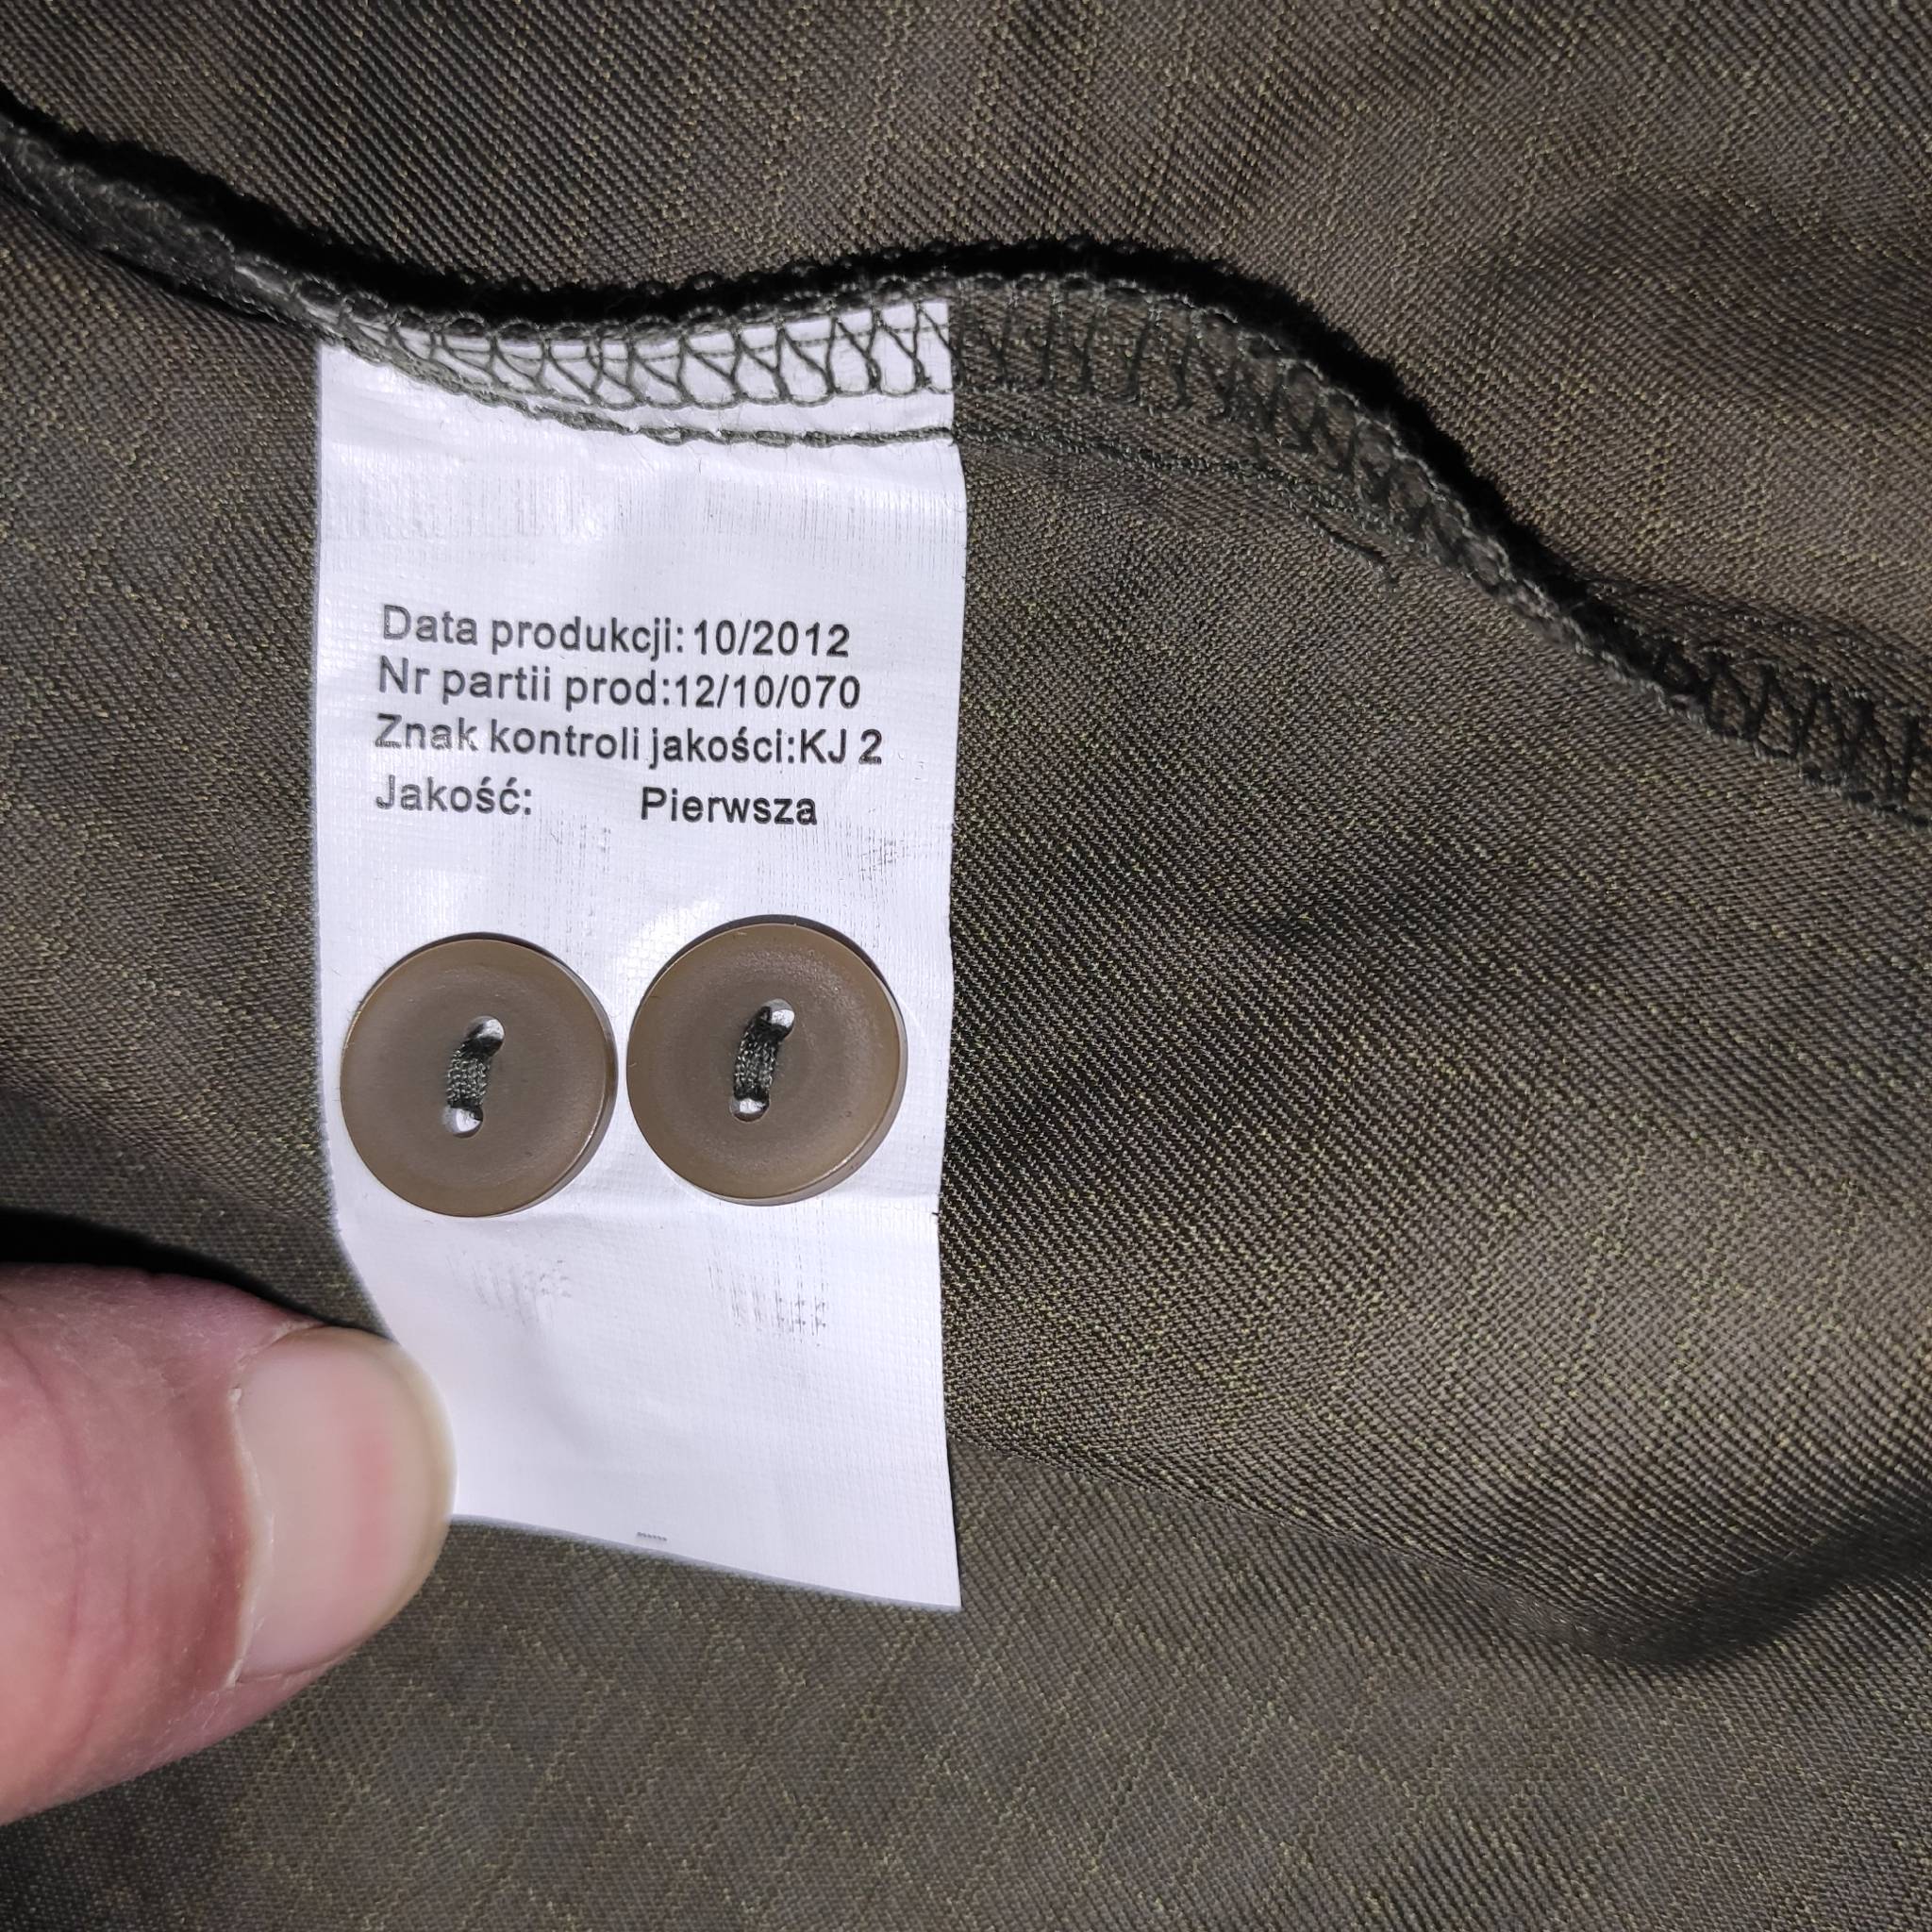 Data produkcji: 10/2012
Nr partii prod:12/10/070
Znak kontroli jakości:KJ 2
Jakość: Pierwsza